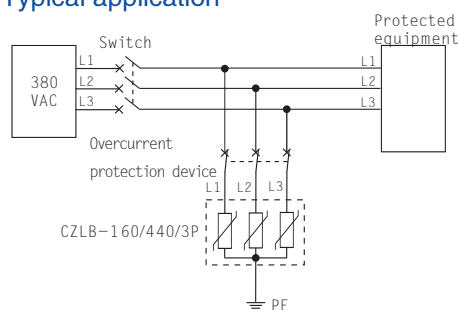 Typical application
Protected
equipment
Switch
L1
L1
380
VAC
L2
L2
L3
L3
Overcurrent
protection device
L1
L2
L3
CZLB-160/440/3P
PE